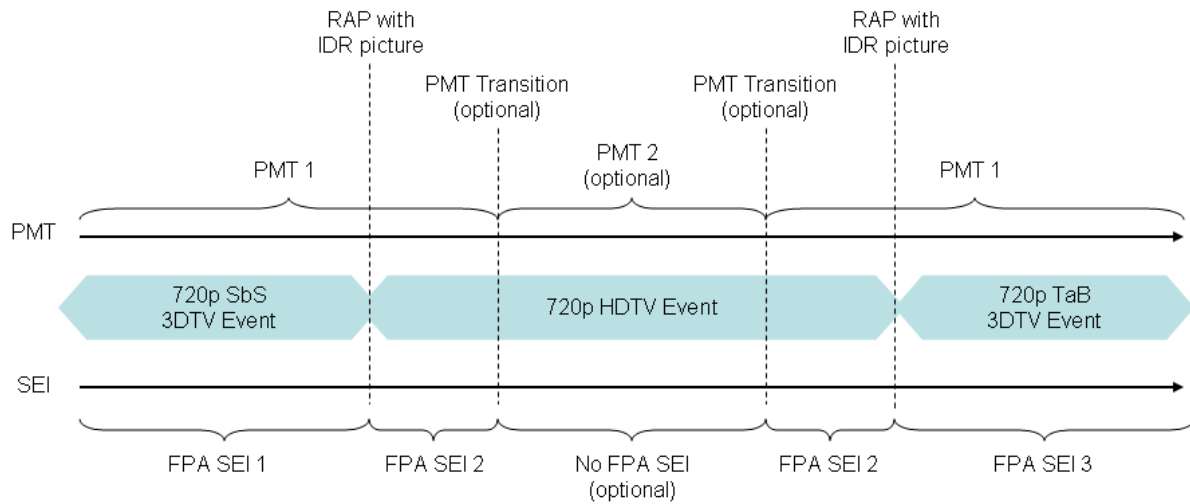 RAP with
IDR picture
RAP with
IDR picture
PMT Transition
(optional)
PMT Transition
(optional)
PMT 1
PMT 2
(optional)
PMT 1
PMT
720p SbS
3DTV Event
720p HDTV Event
720p TaB
3DTV Event
SEI
FPA SEI 1
FPA SEI 2
No FPA SEI
(optional)
FPA SEI 2
FPA SEI 3